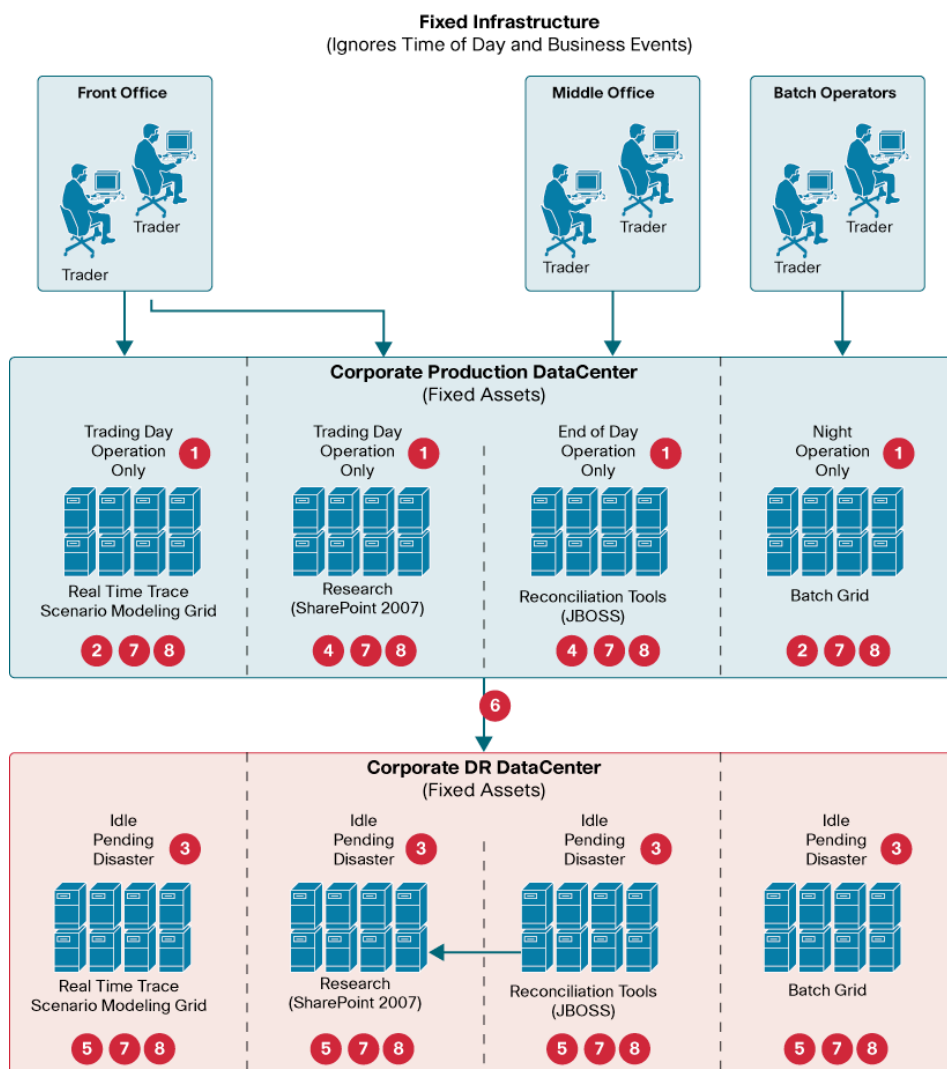 Fixed Infrastructure
(Ignores Time of Day and Business Events)
Front Office
Trader
Trader
Middle Office
Trader
Trader
Batch Operators
Trader
Trader
Corporate Production DataCenter
(Fixed Assets)
Trading Day
Operation
Only
1
Real Time Trace
Scenario Modeling Grid
2 7 8
Trading Day
Operation
Only
1
Research
(SharePoint 2007)
4 7 8
End of Day
Operation
Only
1
Reconciliation Tools
(JBOSS)
4 7 8
Night
Operation
Only
1
Batch Grid
2 7 8
6
Corporate DR DataCenter
(Fixed Assets)
Idle
Pending
Disaster
3
Real Time Trace
Scenario Modeling Grid
5 7 8
Idle
Pending
Disaster
3
Research
(SharePoint 2007)
5 7 8
Idle
Pending
Disaster
3
Reconciliation Tools
(JBOSS)
5 7 8
Idle
Pending
Disaster
3
Batch Grid
5 7 8